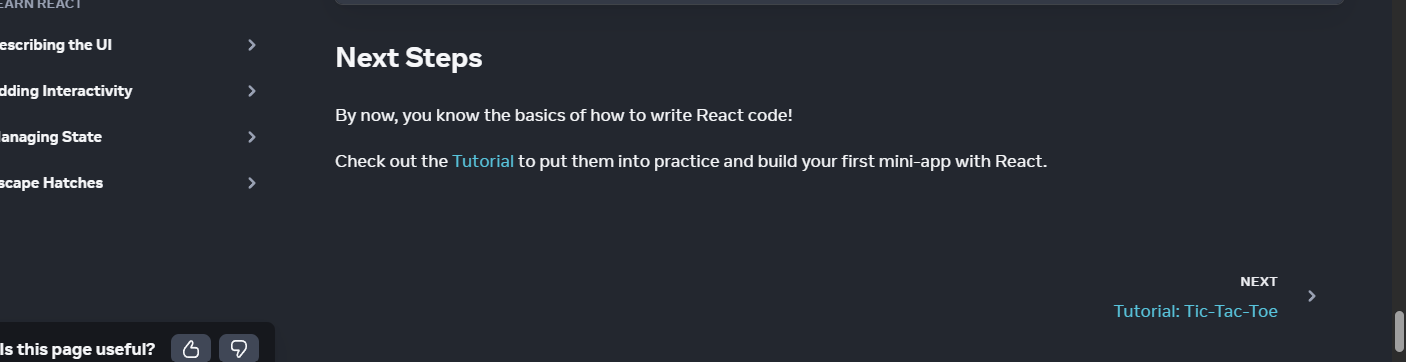 EARN REACT
escribing the UI
dding Interactivity
anaging State
scape Hatches
Is this page useful?
Next Steps
By now, you know the basics of how to write React code!
Check out the Tutorial to put them into practice and build your first mini-app with React.
NEXT
Tutorial: Tic-Tac-Toe